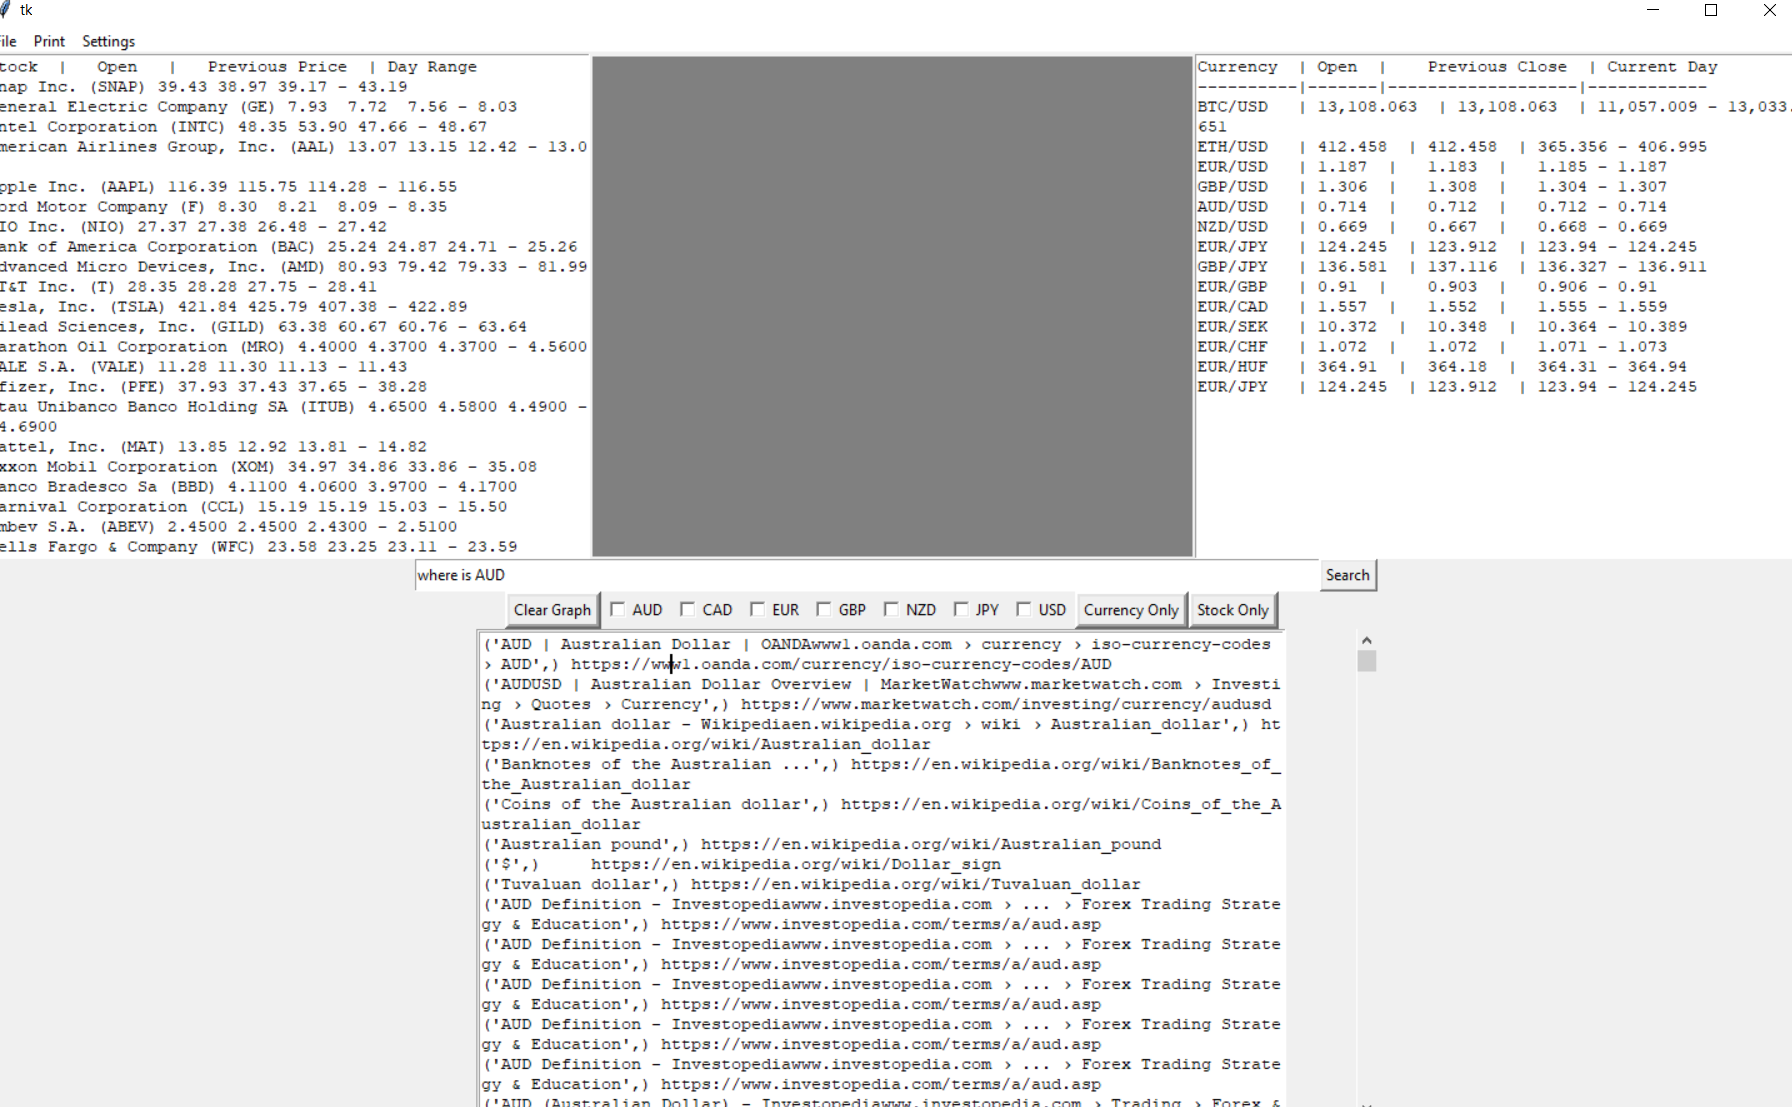 tk
ile Print Settings
tock | Open | Previous Price | Day Range
nap Inc. (SNAP) 39.43 38.97 39.17 - 43.19
eneral Electric Company (GE) 7.93 7.72 7.56 - 8.03
ntel Corporation (INTC) 48.35 53.90 47.66 - 48.67
merican Airlines Group, Inc. (AAL) 13.07 13.15 12.42 - 13.0
pple Inc. (AAPL) 116.39 115.75 114.28 - 116.55
ord Motor Company (F) 8.30 8.21 8.09 - 8.35
IO Inc. (NIO) 27.37 27.38 26.48 - 27.42
ank of America Corporation (BAC) 25.24 24.87 24.71 - 25.26
dvanced Micro Devices, Inc. (AMD) 80.93 79.42 79.33 - 81.99
T&T Inc. (T) 28.35 28.28 27.75 - 28.41
esla, Inc. (TSLA) 421.84 425.79 407.38 - 422.89
ilead Sciences, Inc. (GILD) 63.38 60.67 60.76 - 63.64
arathon Oil Corporation (MRO) 4.4000 4.3700 4.3700 - 4.5600
ALE S.A. (VALE) 11.28 11.30 11.13 - 11.43
fizer, Inc. (PFE) 37.93 37.43 37.65 - 38.28
tau Unibanco Banco Holding SA (ITUB) 4.6500 4.5800 4.4900 -
4.6900
attel, Inc. (MAT) 13.85 12.92 13.81 - 14.82
xxon Mobil Corporation (XOM) 34.97 34.86 33.86 - 35.08
anco Bradesco Sa (BBD) 4.1100 4.0600 3.9700 - 4.1700
arnival Corporation (CCL) 15.19 15.19 15.03 - 15.50
mbev S.A. (ABEV) 2.4500 2.4500 2.4300 - 2.5100
ells Fargo & Company (WFC) 23.58 23.25 23.11 - 23.59
Currency | Open | Previous Close | Current Day
----------|-------|-------------------|------------
BTC/USD | 13,108.063 | 13,108.063 | 11,057.009 - 13,033.
651
ETH/USD | 412.458 | 412.458 | 365.356 - 406.995
EUR/USD | 1.187 | 1.183 | 1.185 - 1.187
GBP/USD | 1.306 | 1.308 | 1.304 - 1.307
AUD/USD | 0.714 | 0.712 | 0.712 - 0.714
NZD/USD | 0.669 | 0.667 | 0.668 - 0.669
EUR/JPY | 124.245 | 123.912 | 123.94 - 124.245
GBP/JPY | 136.581 | 137.116 | 136.327 - 136.911
EUR/GBP | 0.91 | 0.903 | 0.906 - 0.91
EUR/CAD | 1.557 | 1.552 | 1.555 - 1.559
EUR/SEK | 10.372 | 10.348 | 10.364 - 10.389
EUR/CHF | 1.072 | 1.072 | 1.071 - 1.073
EUR/HUF | 364.91 | 364.18 | 364.31 - 364.94
EUR/JPY | 124.245 | 123.912 | 123.94 - 124.245
where is AUD Search
Clear Graph AUD CAD EUR GBP NZD JPY USD Currency Only Stock Only
('AUD | Australian Dollar | OANDAwww1.oanda.com › currency › iso-currency-codes
› AUD',) https://www1.oanda.com/currency/iso-currency-codes/AUD
('AUDUSD | Australian Dollar Overview | MarketWatchwww.marketwatch.com › Investi
ng › Quotes › Currency',) https://www.marketwatch.com/investing/currency/audusd
('Australian dollar - Wikipediaen.wikipedia.org › wiki › Australian_dollar',) ht
tps://en.wikipedia.org/wiki/Australian_dollar
('Banknotes of the Australian ...',) https://en.wikipedia.org/wiki/Banknotes_of_
the_Australian_dollar
('Coins of the Australian dollar',) https://en.wikipedia.org/wiki/Coins_of_the_A
ustralian_dollar
('Australian pound',) https://en.wikipedia.org/wiki/Australian_pound
('$',) https://en.wikipedia.org/wiki/Dollar_sign
('Tuvaluan dollar',) https://en.wikipedia.org/wiki/Tuvaluan_dollar
('AUD Definition - Investopediawww.investopedia.com › ... › Forex Trading Strate
gy & Education',) https://www.investopedia.com/terms/a/aud.asp
('AUD Definition - Investopediawww.investopedia.com › ... › Forex Trading Strate
gy & Education',) https://www.investopedia.com/terms/a/aud.asp
('AUD Definition - Investopediawww.investopedia.com › ... › Forex Trading Strate
gy & Education',) https://www.investopedia.com/terms/a/aud.asp
('AUD Definition - Investopediawww.investopedia.com › ... › Forex Trading Strate
gy & Education',) https://www.investopedia.com/terms/a/aud.asp
('AUD Definition - Investopediawww.investopedia.com › ... › Forex Trading Strate
gy & Education',) https://www.investopedia.com/terms/a/aud.asp
('AUD (Australian Dollar) - Investopediawww.investopedia.com › Trading › Forex &